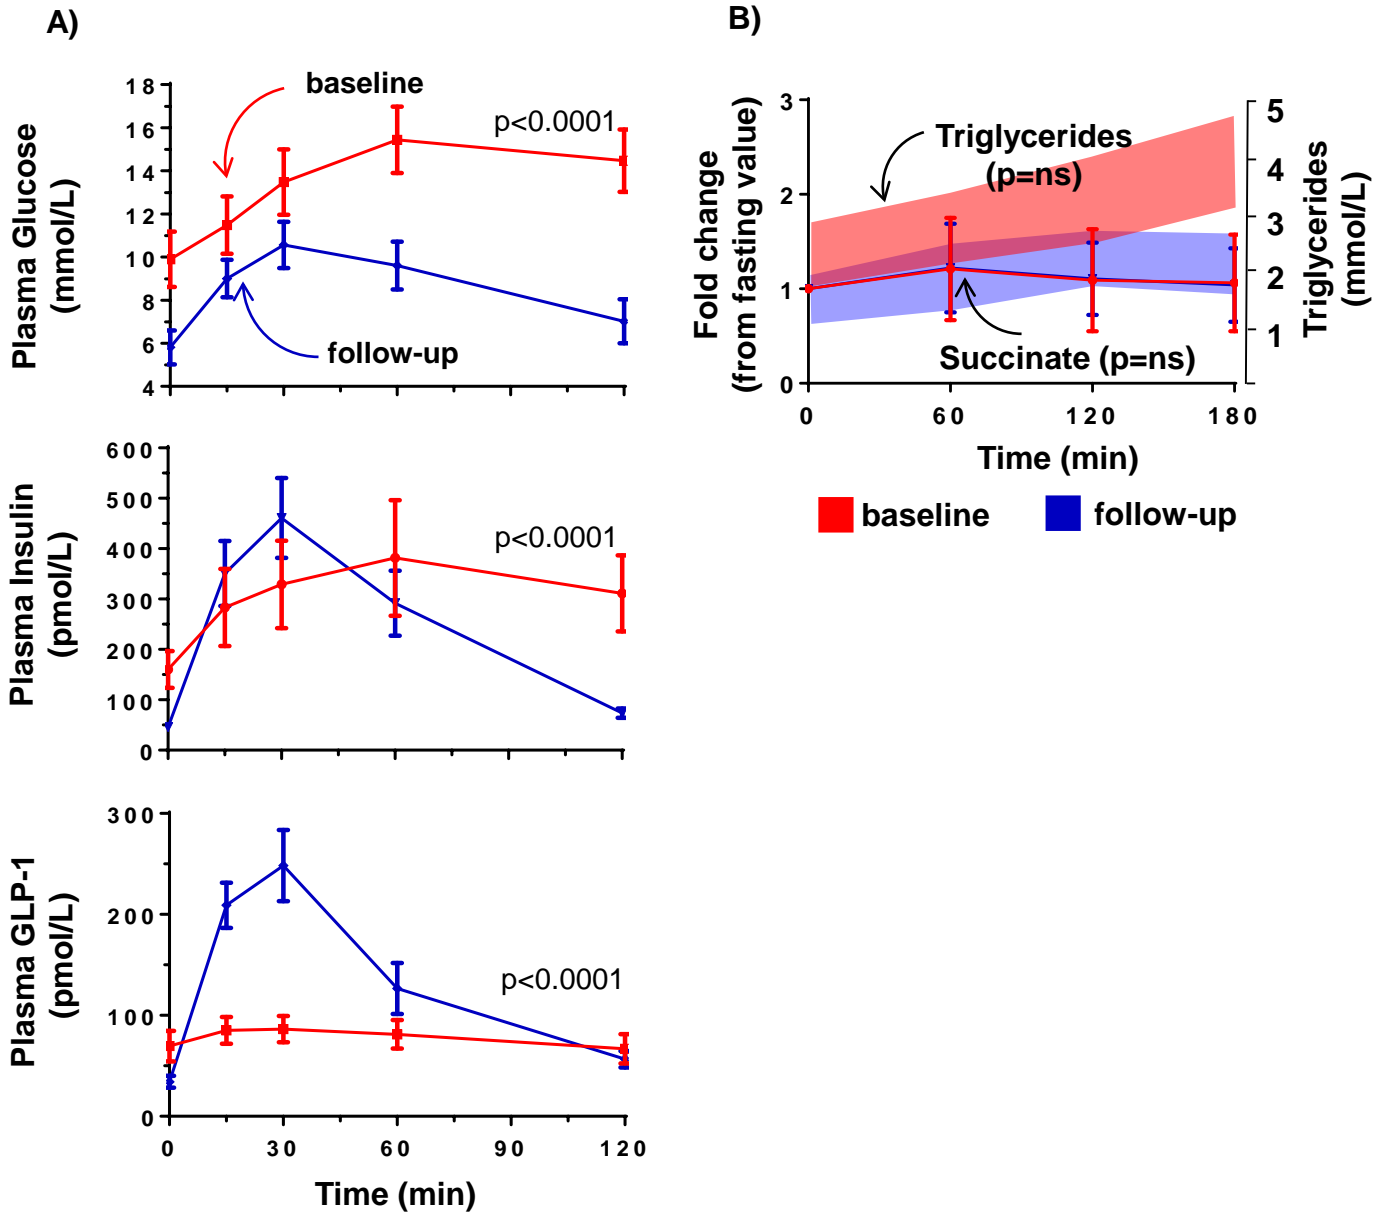 A)
Plasma Glucose
(mmol/L)
18
16
14
12
10
8
6
4
baseline
p<0.0001
follow-up
Plasma Insulin
(pmol/L)
600
500
400
300
200
100
0
p<0.0001
Plasma GLP-1
(pmol/L)
300
200
100
0
p<0.0001
0 30 60 90 120
Time (min)
B)
Fold change
(from fasting value)
3
2
1
0
Triglycerides
(p=ns)
Succinate (p=ns)
5
4
3
2
1
Triglycerides
(mmol/L)
0 60 120 180
Time (min)
baseline follow-up